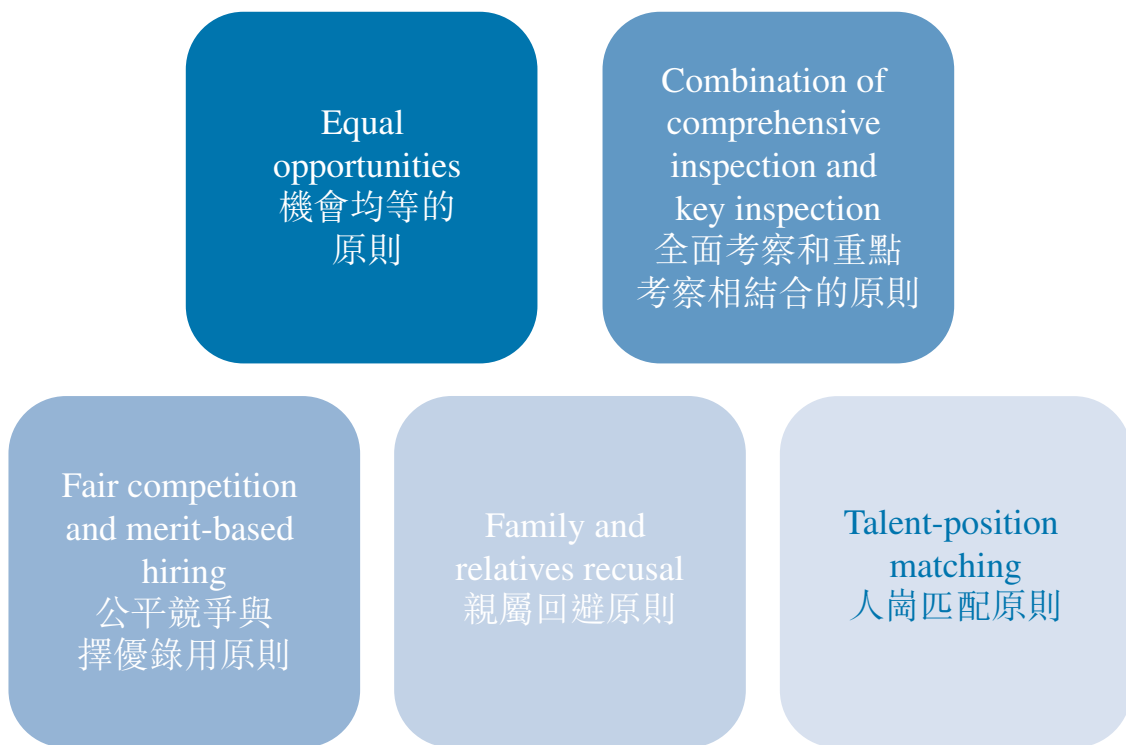 Equal
opportunities
機會均等的
原則
Combination of
comprehensive
inspection and
key inspection
全面考察和重點
考察相結合的原則
Fair competition
and merit-based
hiring
公平競爭與
擇優錄用原則
Family and
relatives recusal
親屬回避原則
Talent-position
matching
人崗匹配原則